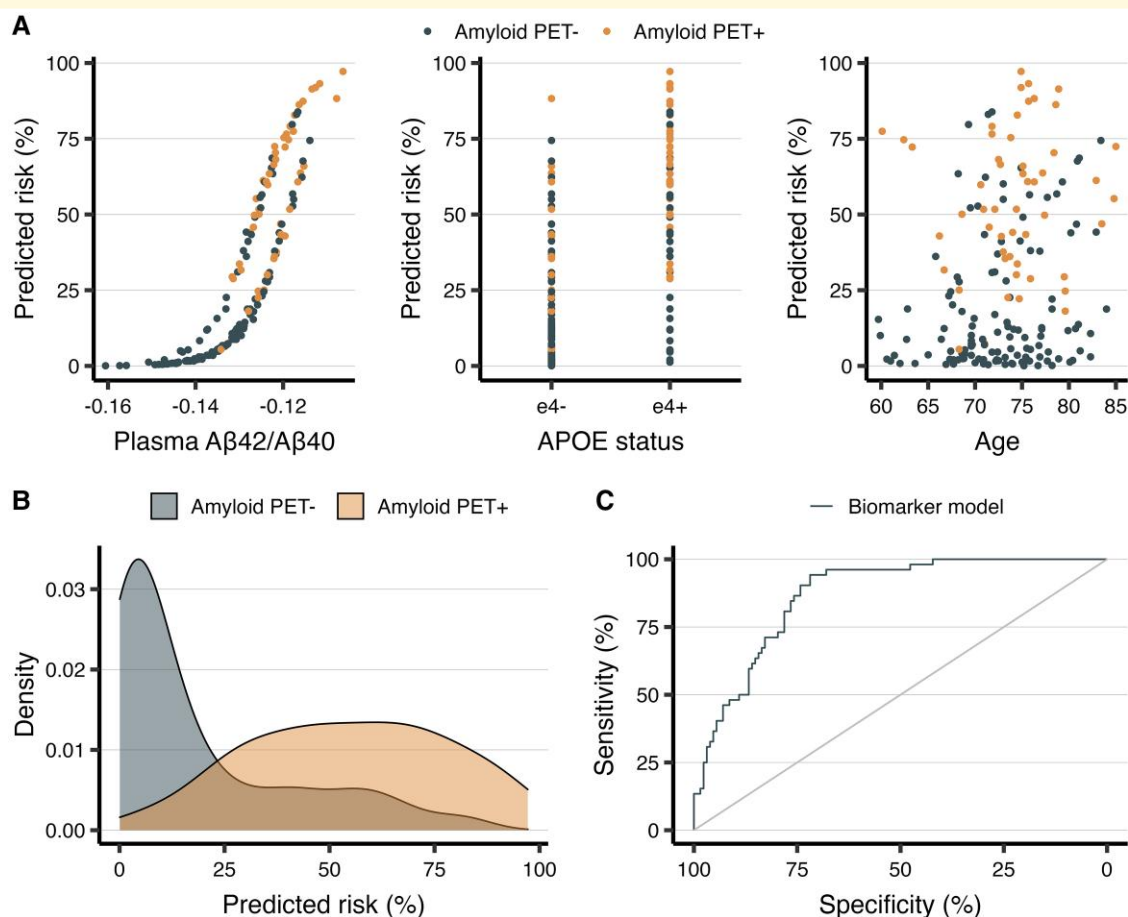 A
Amyloid PET- Amyloid PET+
Predicted risk (%)
100
75
50
25
0
-0.16 -0.14 -0.12
Plasma Aβ42/Aβ40
Predicted risk (%)
100
75
50
25
0
e4- e4+
APOE status
Predicted risk (%)
100
75
50
25
0
60 65 70 75 80 85
Age
B
Amyloid PET- Amyloid PET+
Density
0.03
0.02
0.01
0.00
0 25 50 75 100
Predicted risk (%)
C
Biomarker model
Sensitivity (%)
100
75
50
25
0
100 75 50 25 0
Specificity (%)